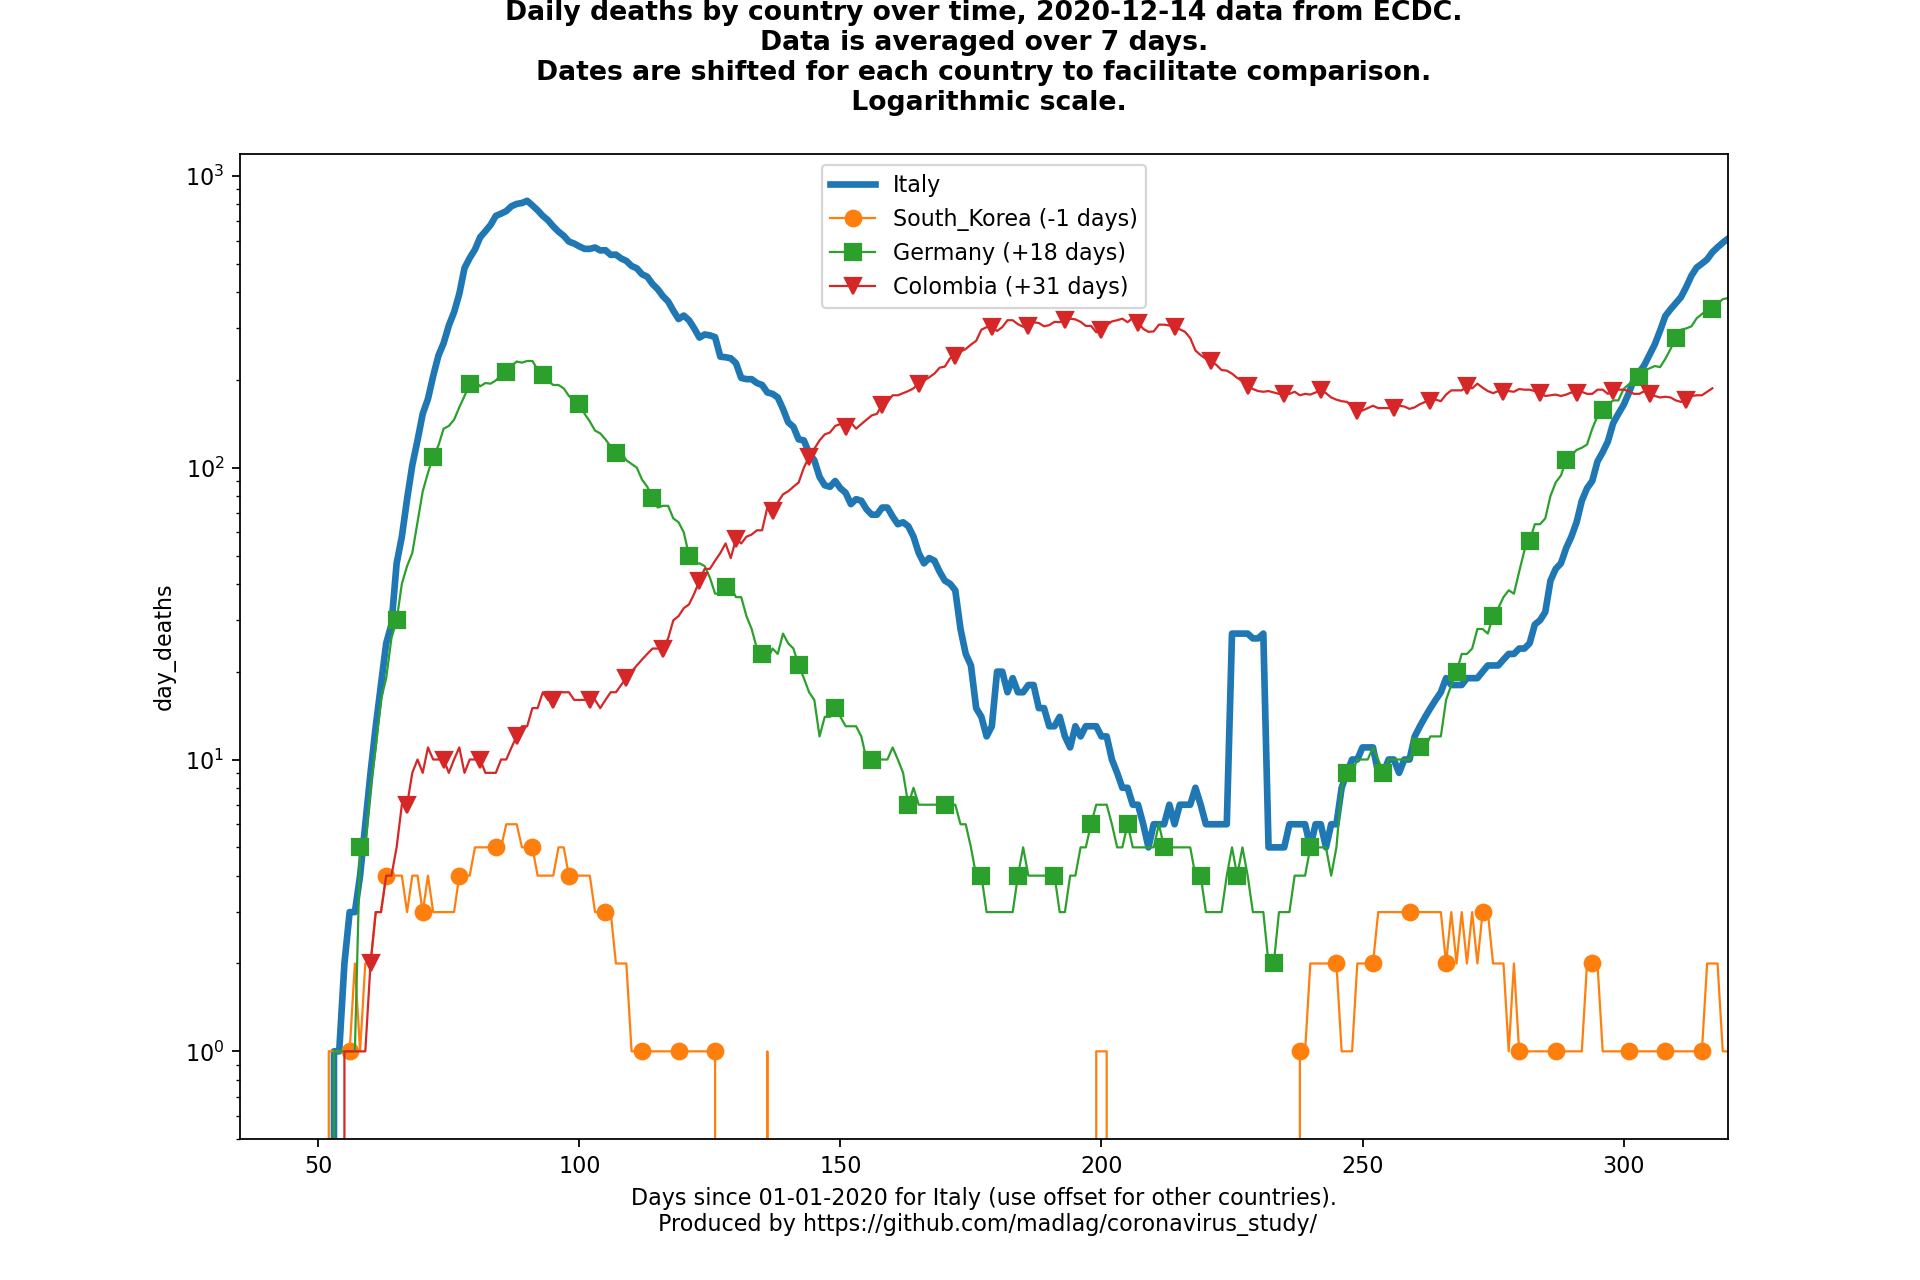 Daily deaths by country over time, 2020-12-14 data from ECDC.
Data is averaged over 7 days.
Dates are shifted for each country to facilitate comparison.
Logarithmic scale.
10³
10²
10¹
10⁰
day_deaths
Italy
South_Korea (-1 days)
Germany (+18 days)
Colombia (+31 days)
50 100 150 200 250 300
Days since 01-01-2020 for Italy (use offset for other countries).
Produced by https://github.com/madlag/coronavirus_study/